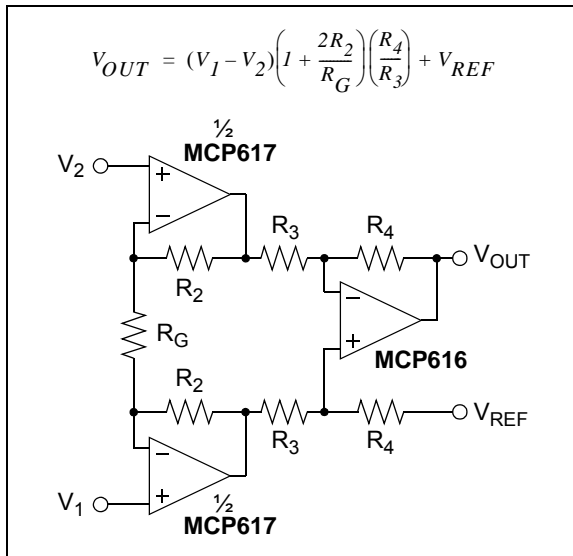 V_OUT = (V_1 – V_2)(1 + 2R_2/R_G)(R_4/R_3) + V_REF
½
MCP617
V_2
+
–
R_3
R_4
V_OUT
R_2
–
+
R_G
MCP616
R_2
R_3
R_4
V_REF
–
+
V_1
½
MCP617